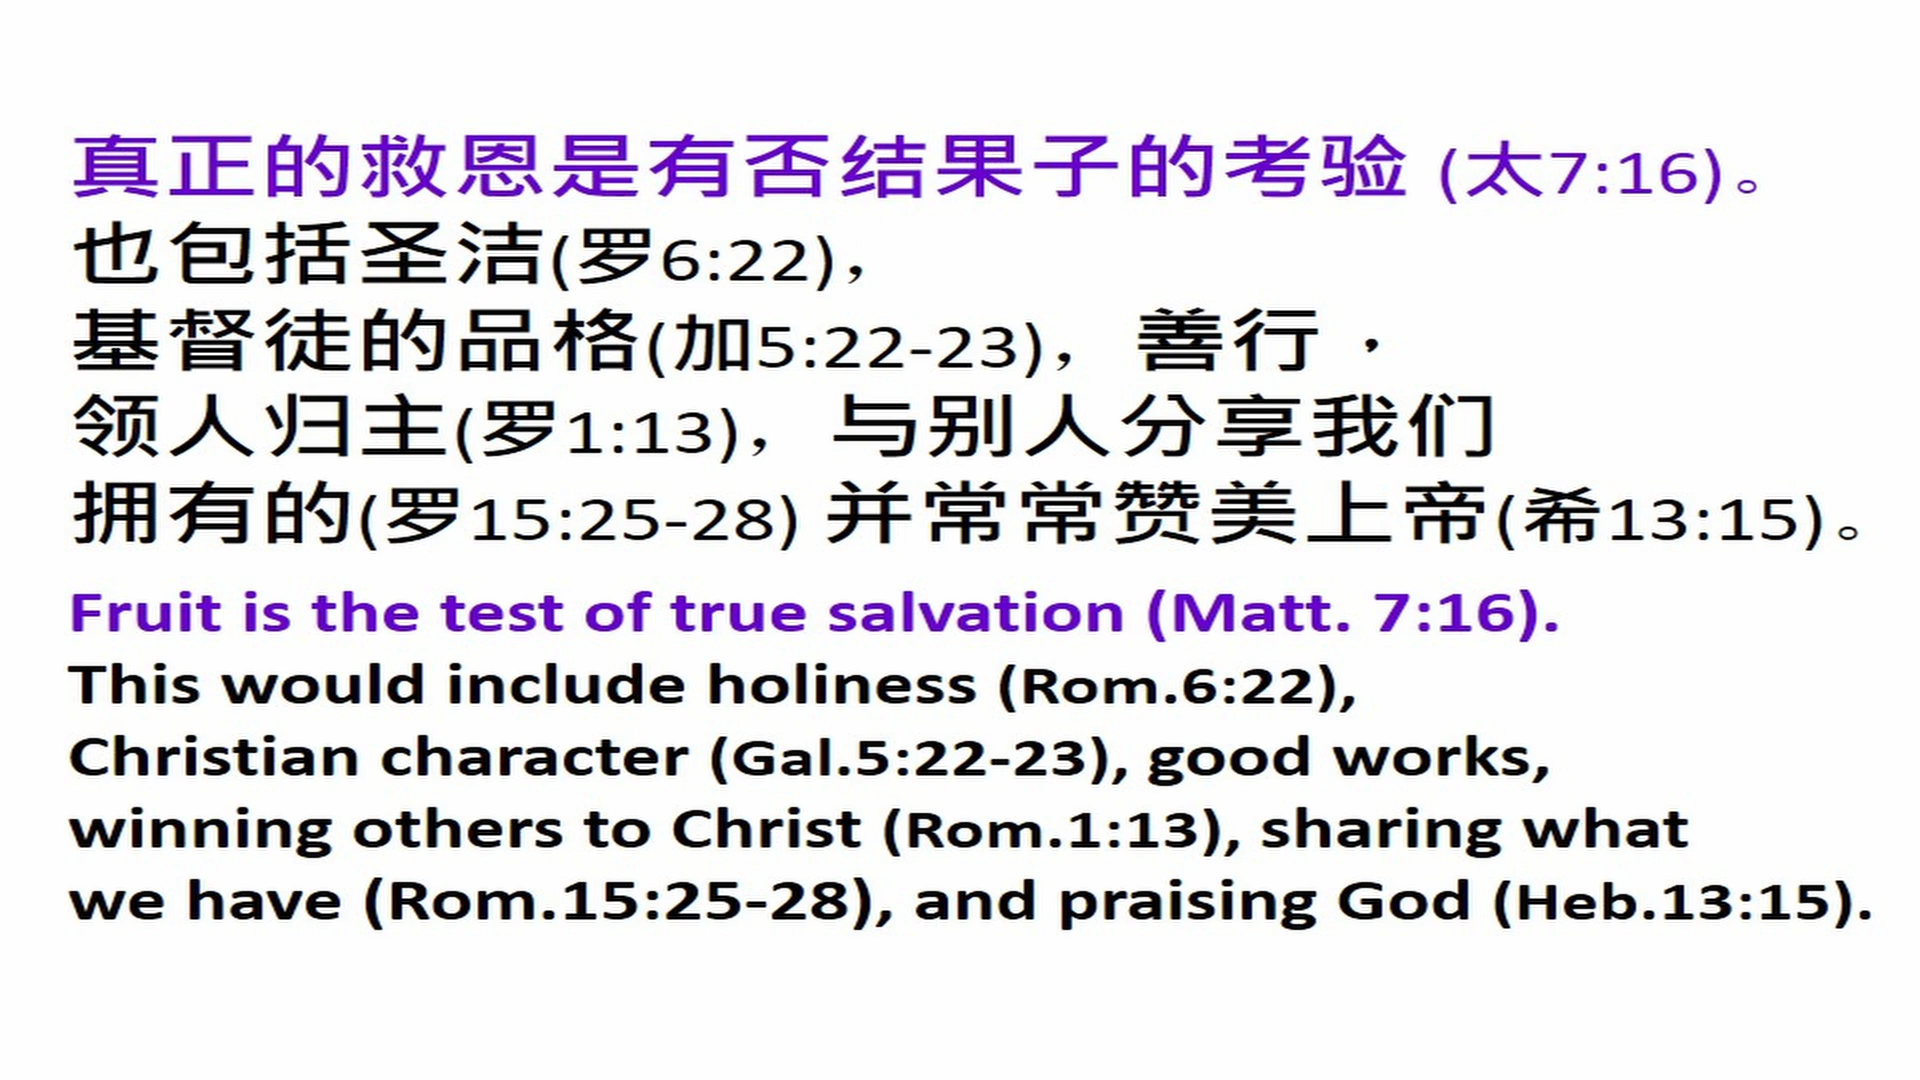 真正的救恩是有否结果子的考验 (太7:16)。
也包括圣洁(罗6:22)，
基督徒的品格(加5:22-23)，善行，
领人归主(罗1:13)，与别人分享我们
拥有的(罗15:25-28) 并常常赞美上帝(希13:15)。
Fruit is the test of true salvation (Matt. 7:16).
This would include holiness (Rom.6:22),
Christian character (Gal.5:22-23), good works,
winning others to Christ (Rom.1:13), sharing what
we have (Rom.15:25-28), and praising God (Heb.13:15).